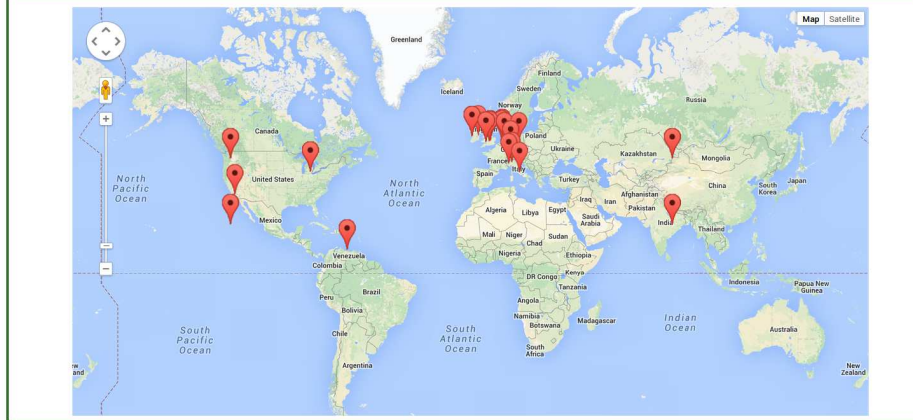 Map Satellite
Greenland
Iceland
Finland
Sweden
Norway
Russia
Canada
Poland
Ukraine
Kazakhstan
Mongolia
France
Italy
Spain
Turkey
North
Pacific
Ocean
United States
North
Atlantic
Ocean
China
South
Korea
Japan
Afghanistan
Iraq
Iran
Pakistan
Algeria
Libya
Egypt
Saudi
Arabia
India
Thailand
Mexico
Mali
Niger
Chad
Sudan
Nigeria
Ethiopia
Venezuela
Colombia
DR Congo
Kenya
Tanzania
Indonesia
Papua New
Guinea
Peru
Brazil
Bolivia
Angola
Namibia
Botswana
Madagascar
South
Pacific
Ocean
Chile
South
Atlantic
Ocean
Indian
Ocean
Australia
South
Africa
Argentina
New
Zealand